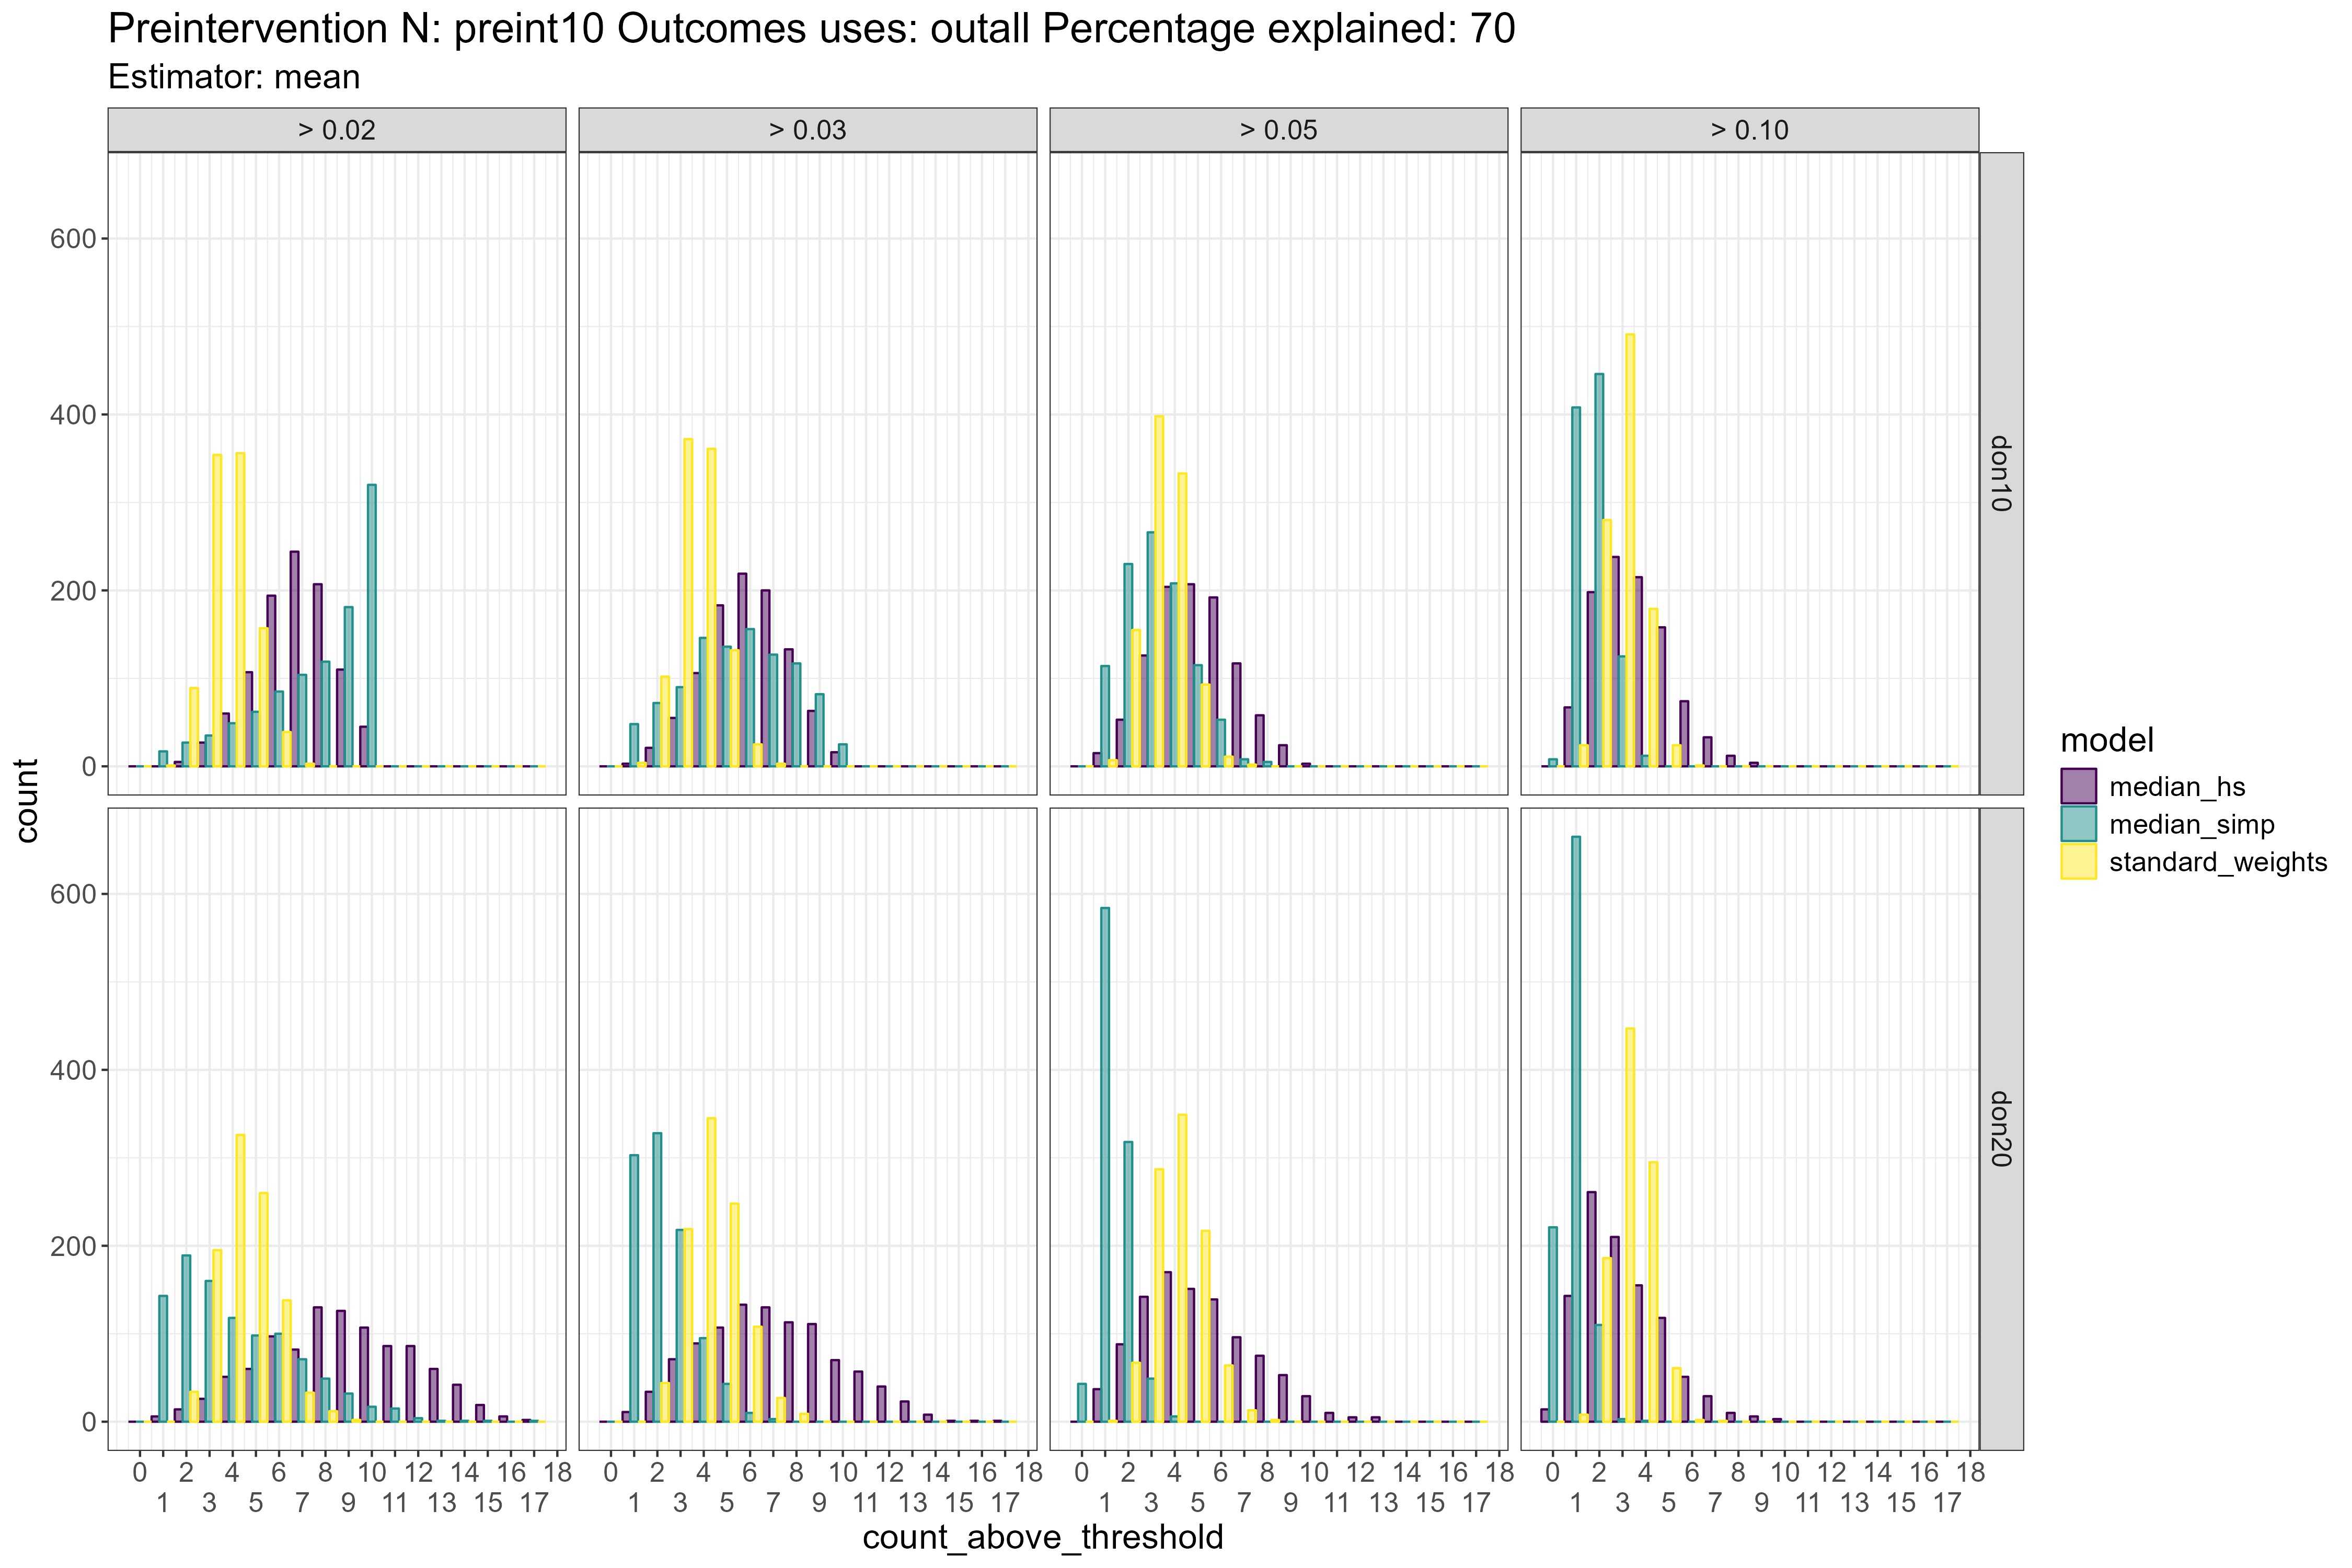 Preintervention N: preint10 Outcomes uses: outall Percentage explained: 70
Estimator: mean
> 0.02 > 0.03 > 0.05 > 0.10
600
400
200
0
don10
count
600
400
200
0
don20
0 2 4 6 8 10 12 14 16 18 0 2 4 6 8 10 12 14 16 18 0 2 4 6 8 10 12 14 16 18 0 2 4 6 8 10 12 14 16 18
1 3 5 7 9 11 13 15 17 1 3 5 7 9 11 13 15 17 1 3 5 7 9 11 13 15 17 1 3 5 7 9 11 13 15 17
count_above_threshold
model
median_hs
median_simp
standard_weights